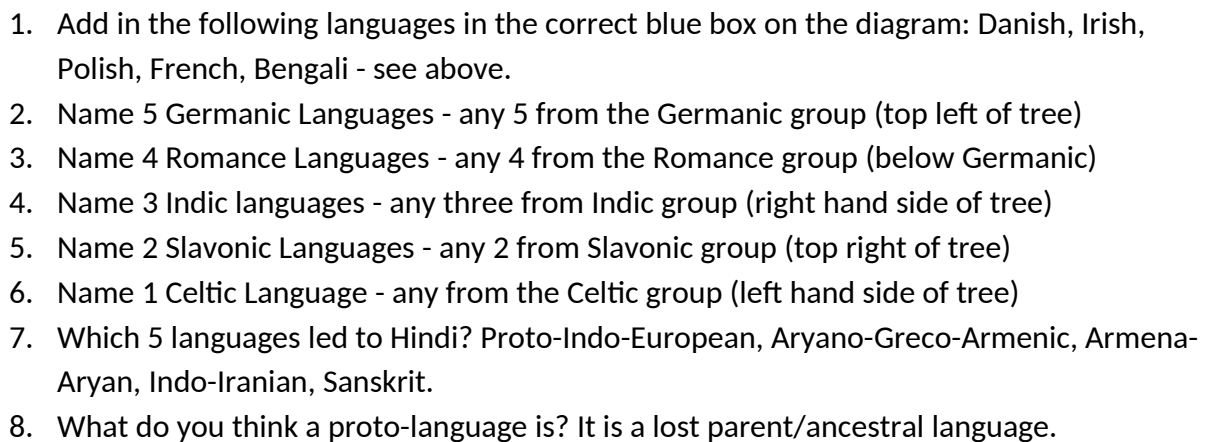 1. Add in the following languages in the correct blue box on the diagram: Danish, Irish,
Polish, French, Bengali - see above.
2. Name 5 Germanic Languages - any 5 from the Germanic group (top left of tree)
3. Name 4 Romance Languages - any 4 from the Romance group (below Germanic)
4. Name 3 Indic languages - any three from Indic group (right hand side of tree)
5. Name 2 Slavonic Languages - any 2 from Slavonic group (top right of tree)
6. Name 1 Celtic Language - any from the Celtic group (left hand side of tree)
7. Which 5 languages led to Hindi? Proto-Indo-European, Aryano-Greco-Armenic, Armena-
Aryan, Indo-Iranian, Sanskrit.
8. What do you think a proto-language is? It is a lost parent/ancestral language.